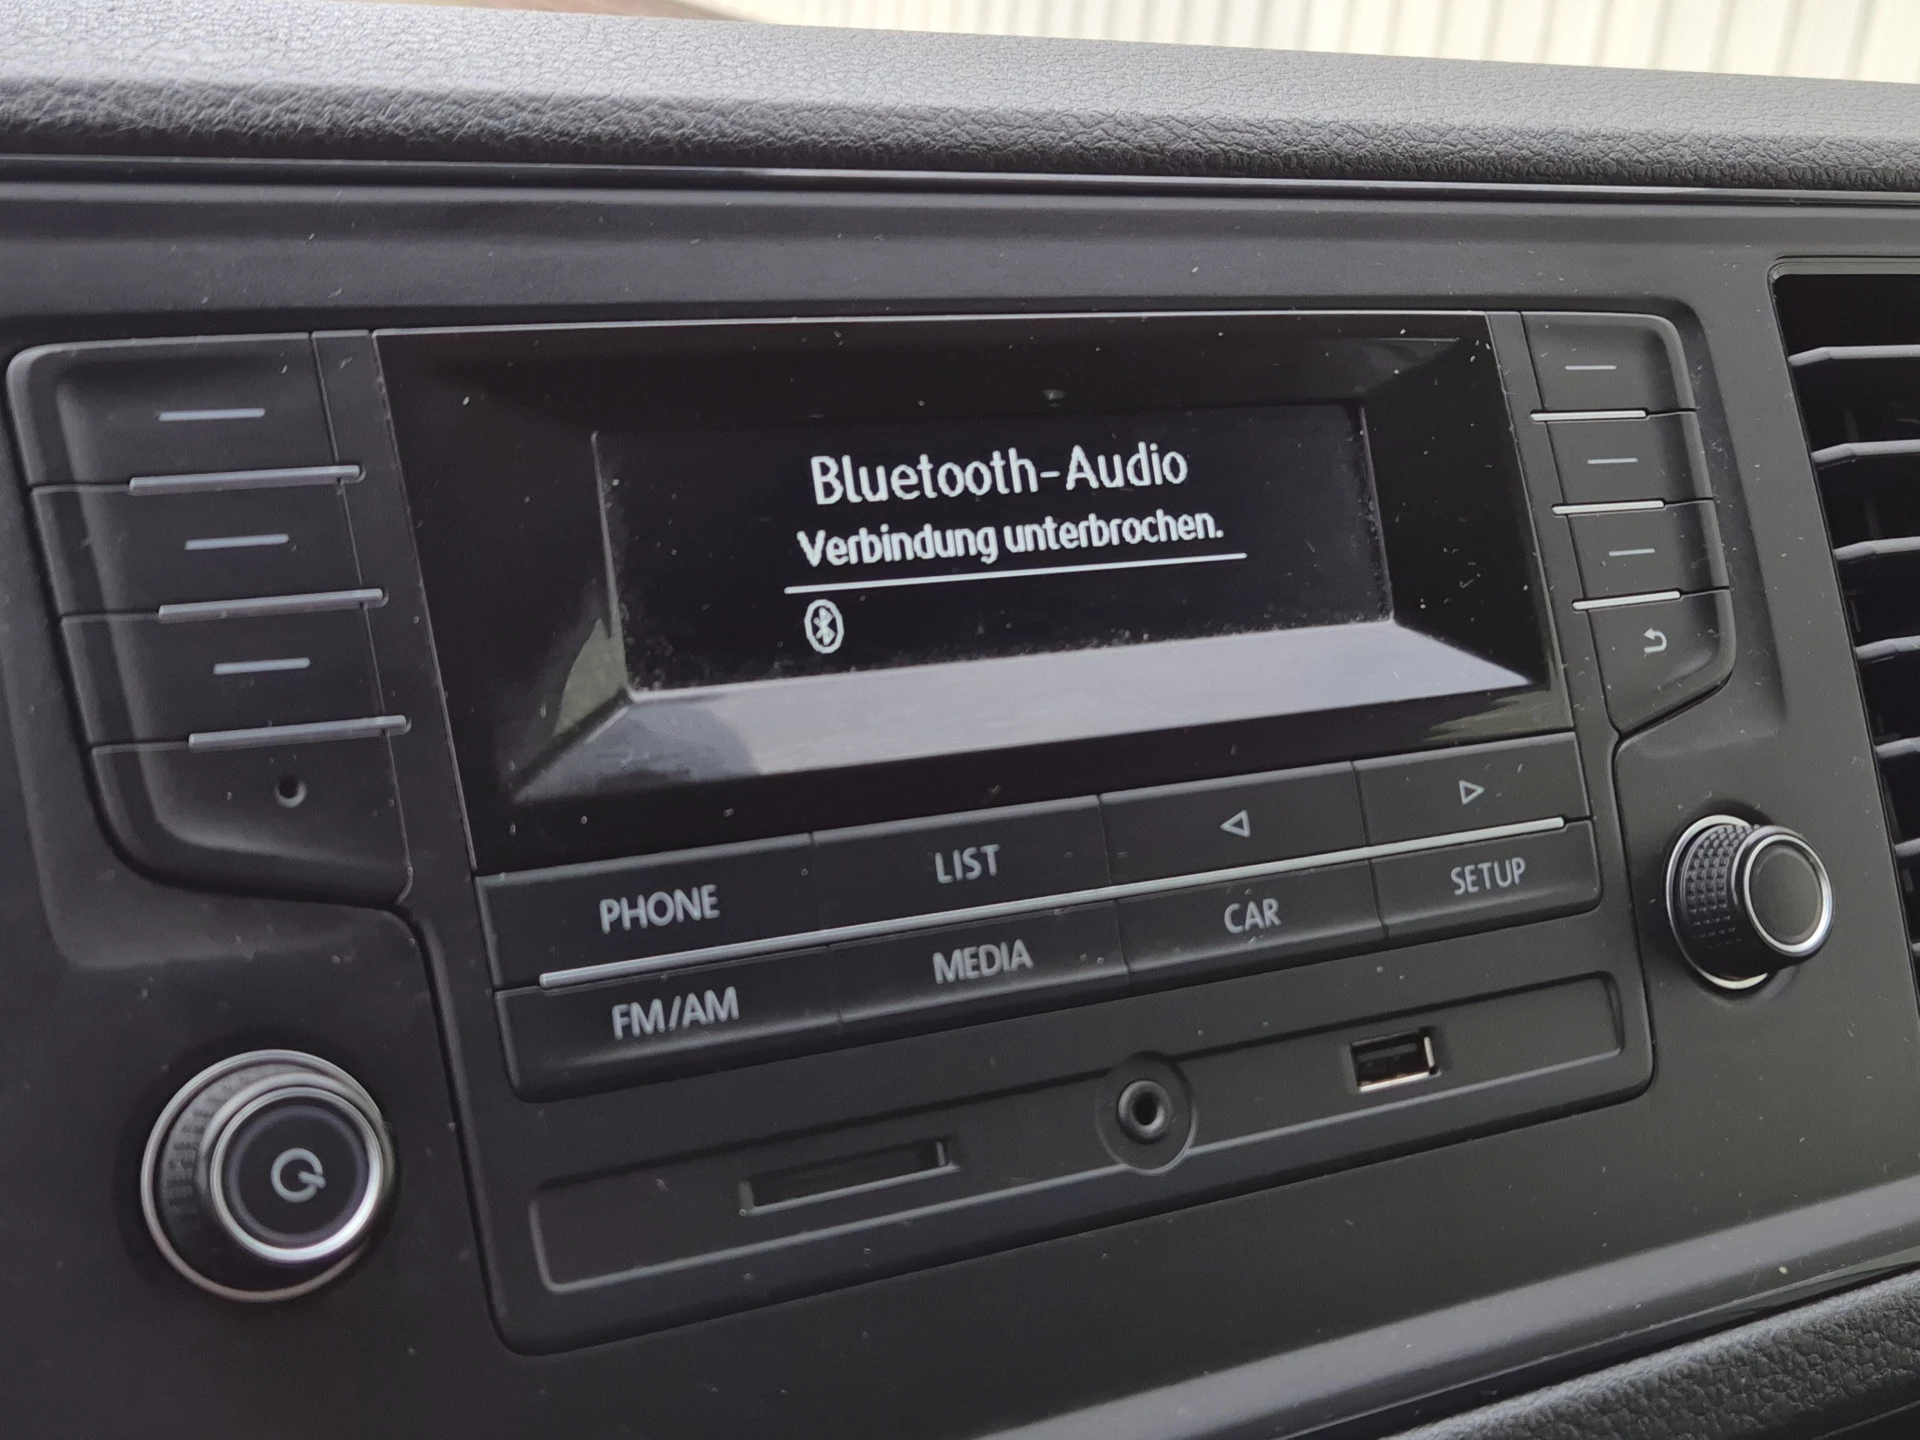 Bluetooth-Audio
Verbindung unterbrochen.
PHONE
LIST
FM/AM
MEDIA
CAR
SETUP